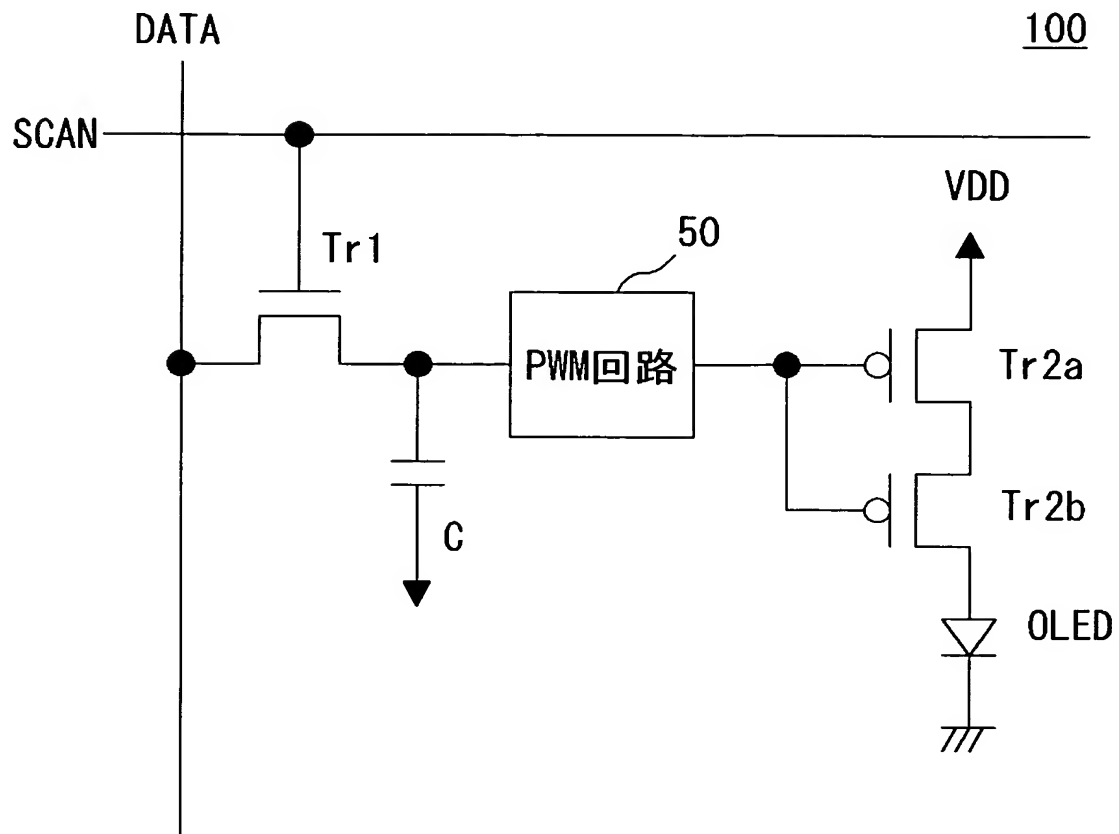 DATA
100
SCAN
VDD
Tr1
50
PWM回路
Tr2a
Tr2b
C
OLED